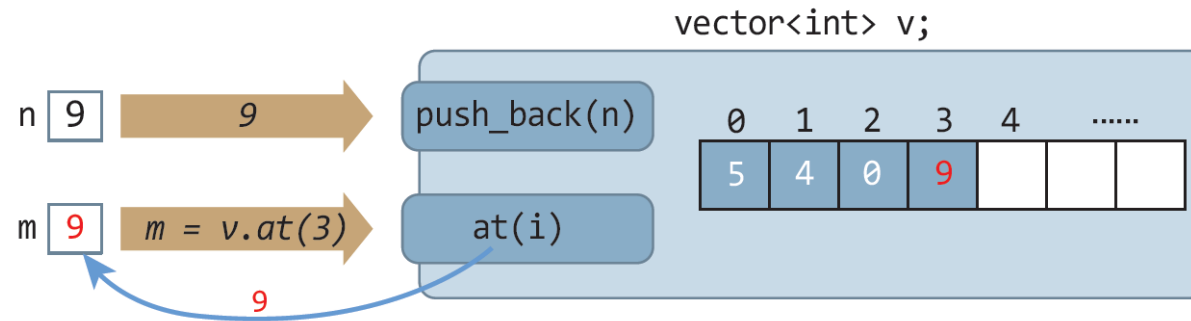 vector<int> v;
n 9 9 push_back(n)
0 1 2 3 4 ……
5 4 0 9
m 9 m = v.at(3) at(i)
9